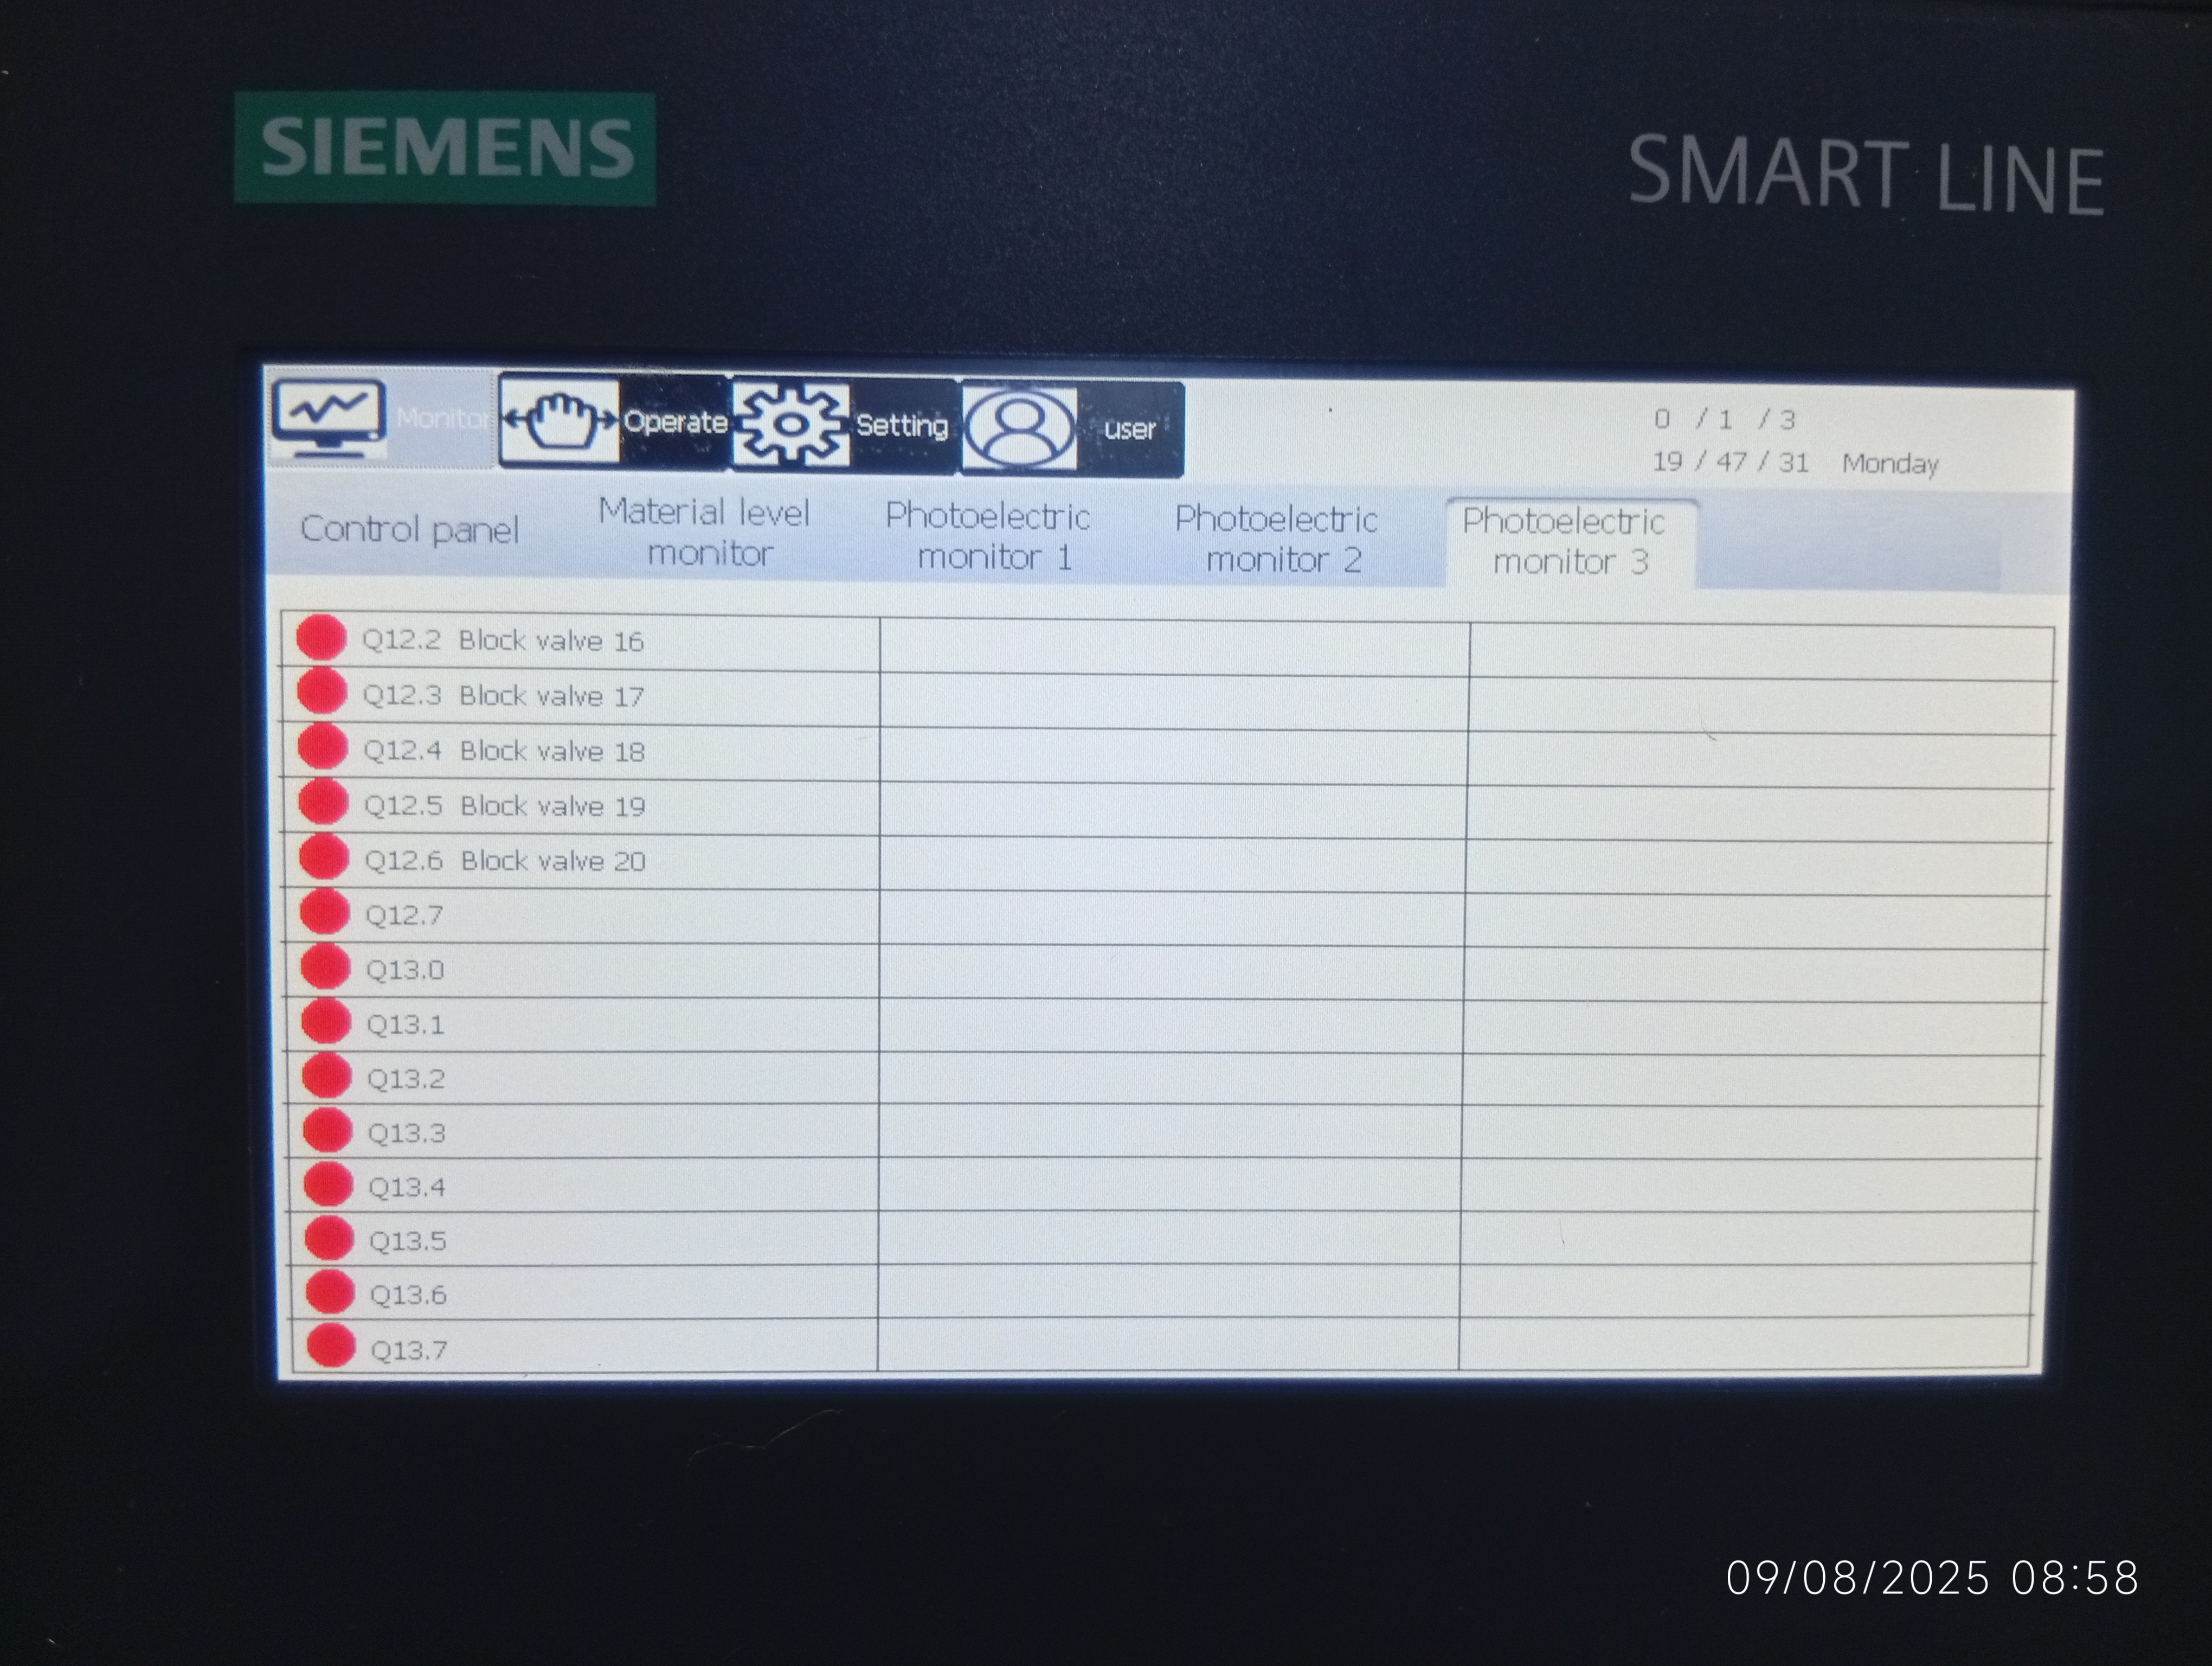 SIEMENS
SMART LINE
Monitor
Operate
Setting
user
0 / 1 / 3
19 / 47 / 31 Monday
Control panel
Material level
monitor
Photoelectric
monitor 1
Photoelectric
monitor 2
Photoelectric
monitor 3
Q12.2 Block valve 16
Q12.3 Block valve 17
Q12.4 Block valve 18
Q12.5 Block valve 19
Q12.6 Block valve 20
Q12.7
Q13.0
Q13.1
Q13.2
Q13.3
Q13.4
Q13.5
Q13.6
Q13.7
09/08/2025 08:58